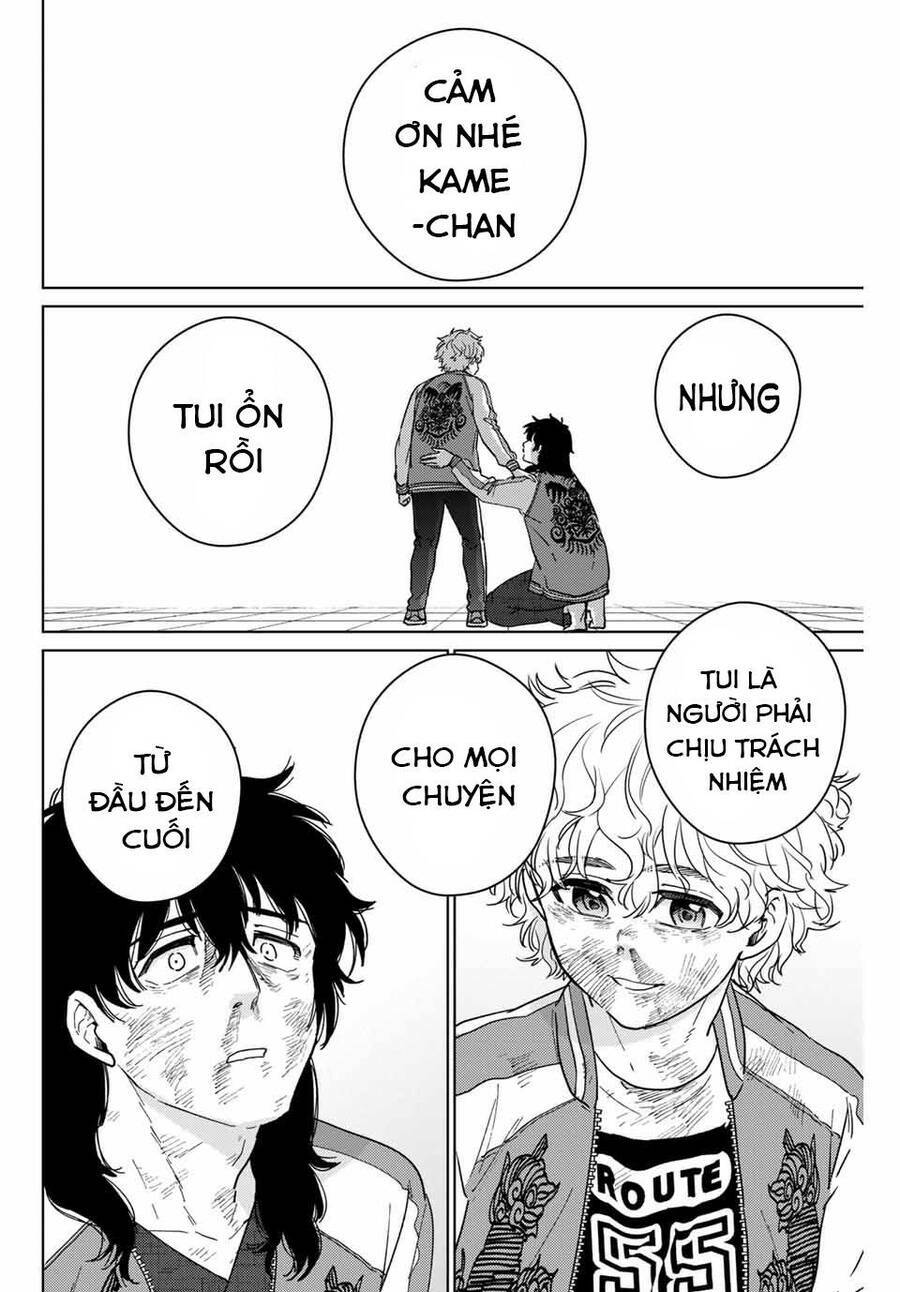 CẢM
ƠN NHÉ
KAME
-CHAN
NHƯNG
TUI ỔN
RỒI
TUI LÀ
NGƯỜI PHẢI
CHỊU TRÁCH
NHIỆM
CHO MỌI
CHUYỆN
TỪ
ĐẦU ĐẾN
CUỐI
ROUTE
55